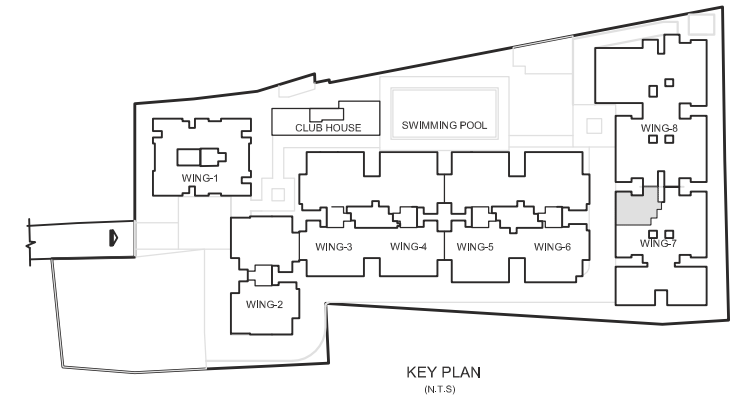 CLUB HOUSE
SWIMMING POOL
WING-8
WING-1
WING-3
WING-4
WING-5
WING-6
WING-7
WING-2
KEY PLAN
(N.T.S)